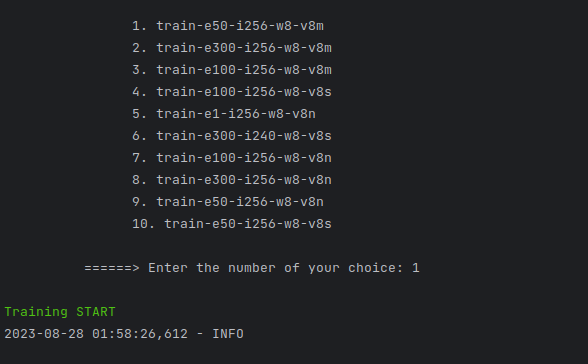 1. train-e50-i256-w8-v8m
2. train-e300-i256-w8-v8m
3. train-e100-i256-w8-v8m
4. train-e100-i256-w8-v8s
5. train-e1-i256-w8-v8n
6. train-e300-i240-w8-v8s
7. train-e100-i256-w8-v8n
8. train-e300-i256-w8-v8n
9. train-e50-i256-w8-v8n
10. train-e50-i256-w8-v8s
======> Enter the number of your choice: 1
Training START
2023-08-28 01:58:26,612 - INFO